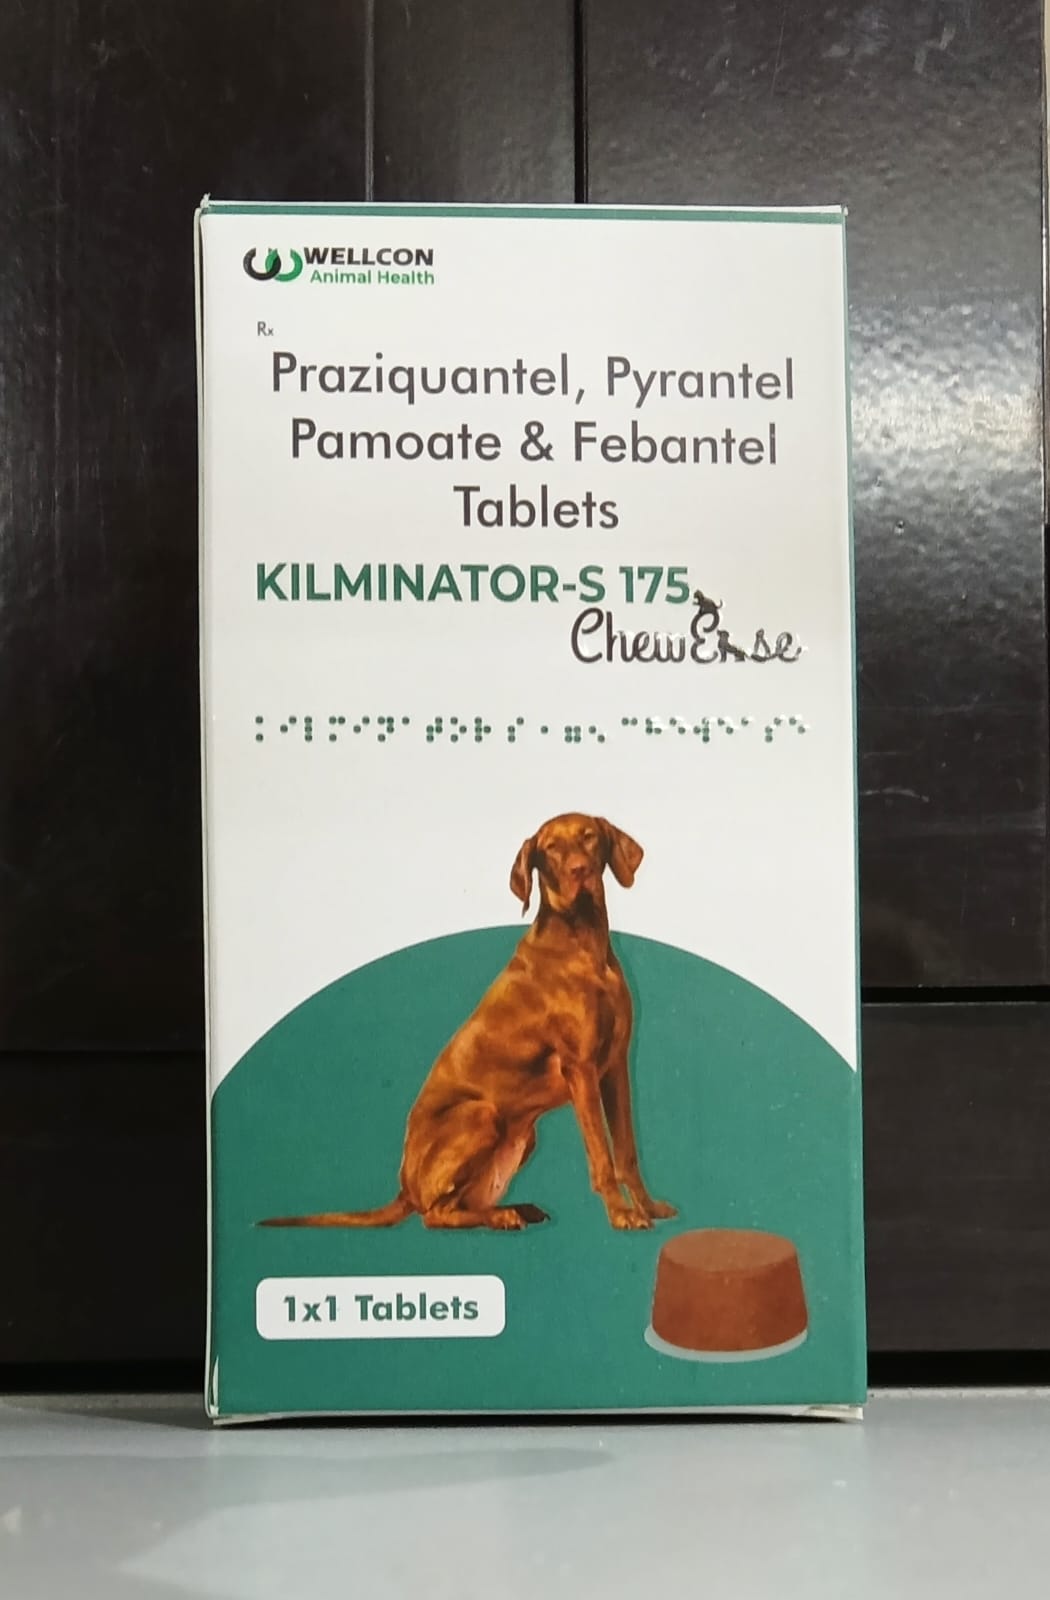 WELLCON
Animal Health
Rx
Praziquantel, Pyrantel
Pamoate & Febantel
Tablets
KILMINATOR-S 175
ChewEase
1x1 Tablets